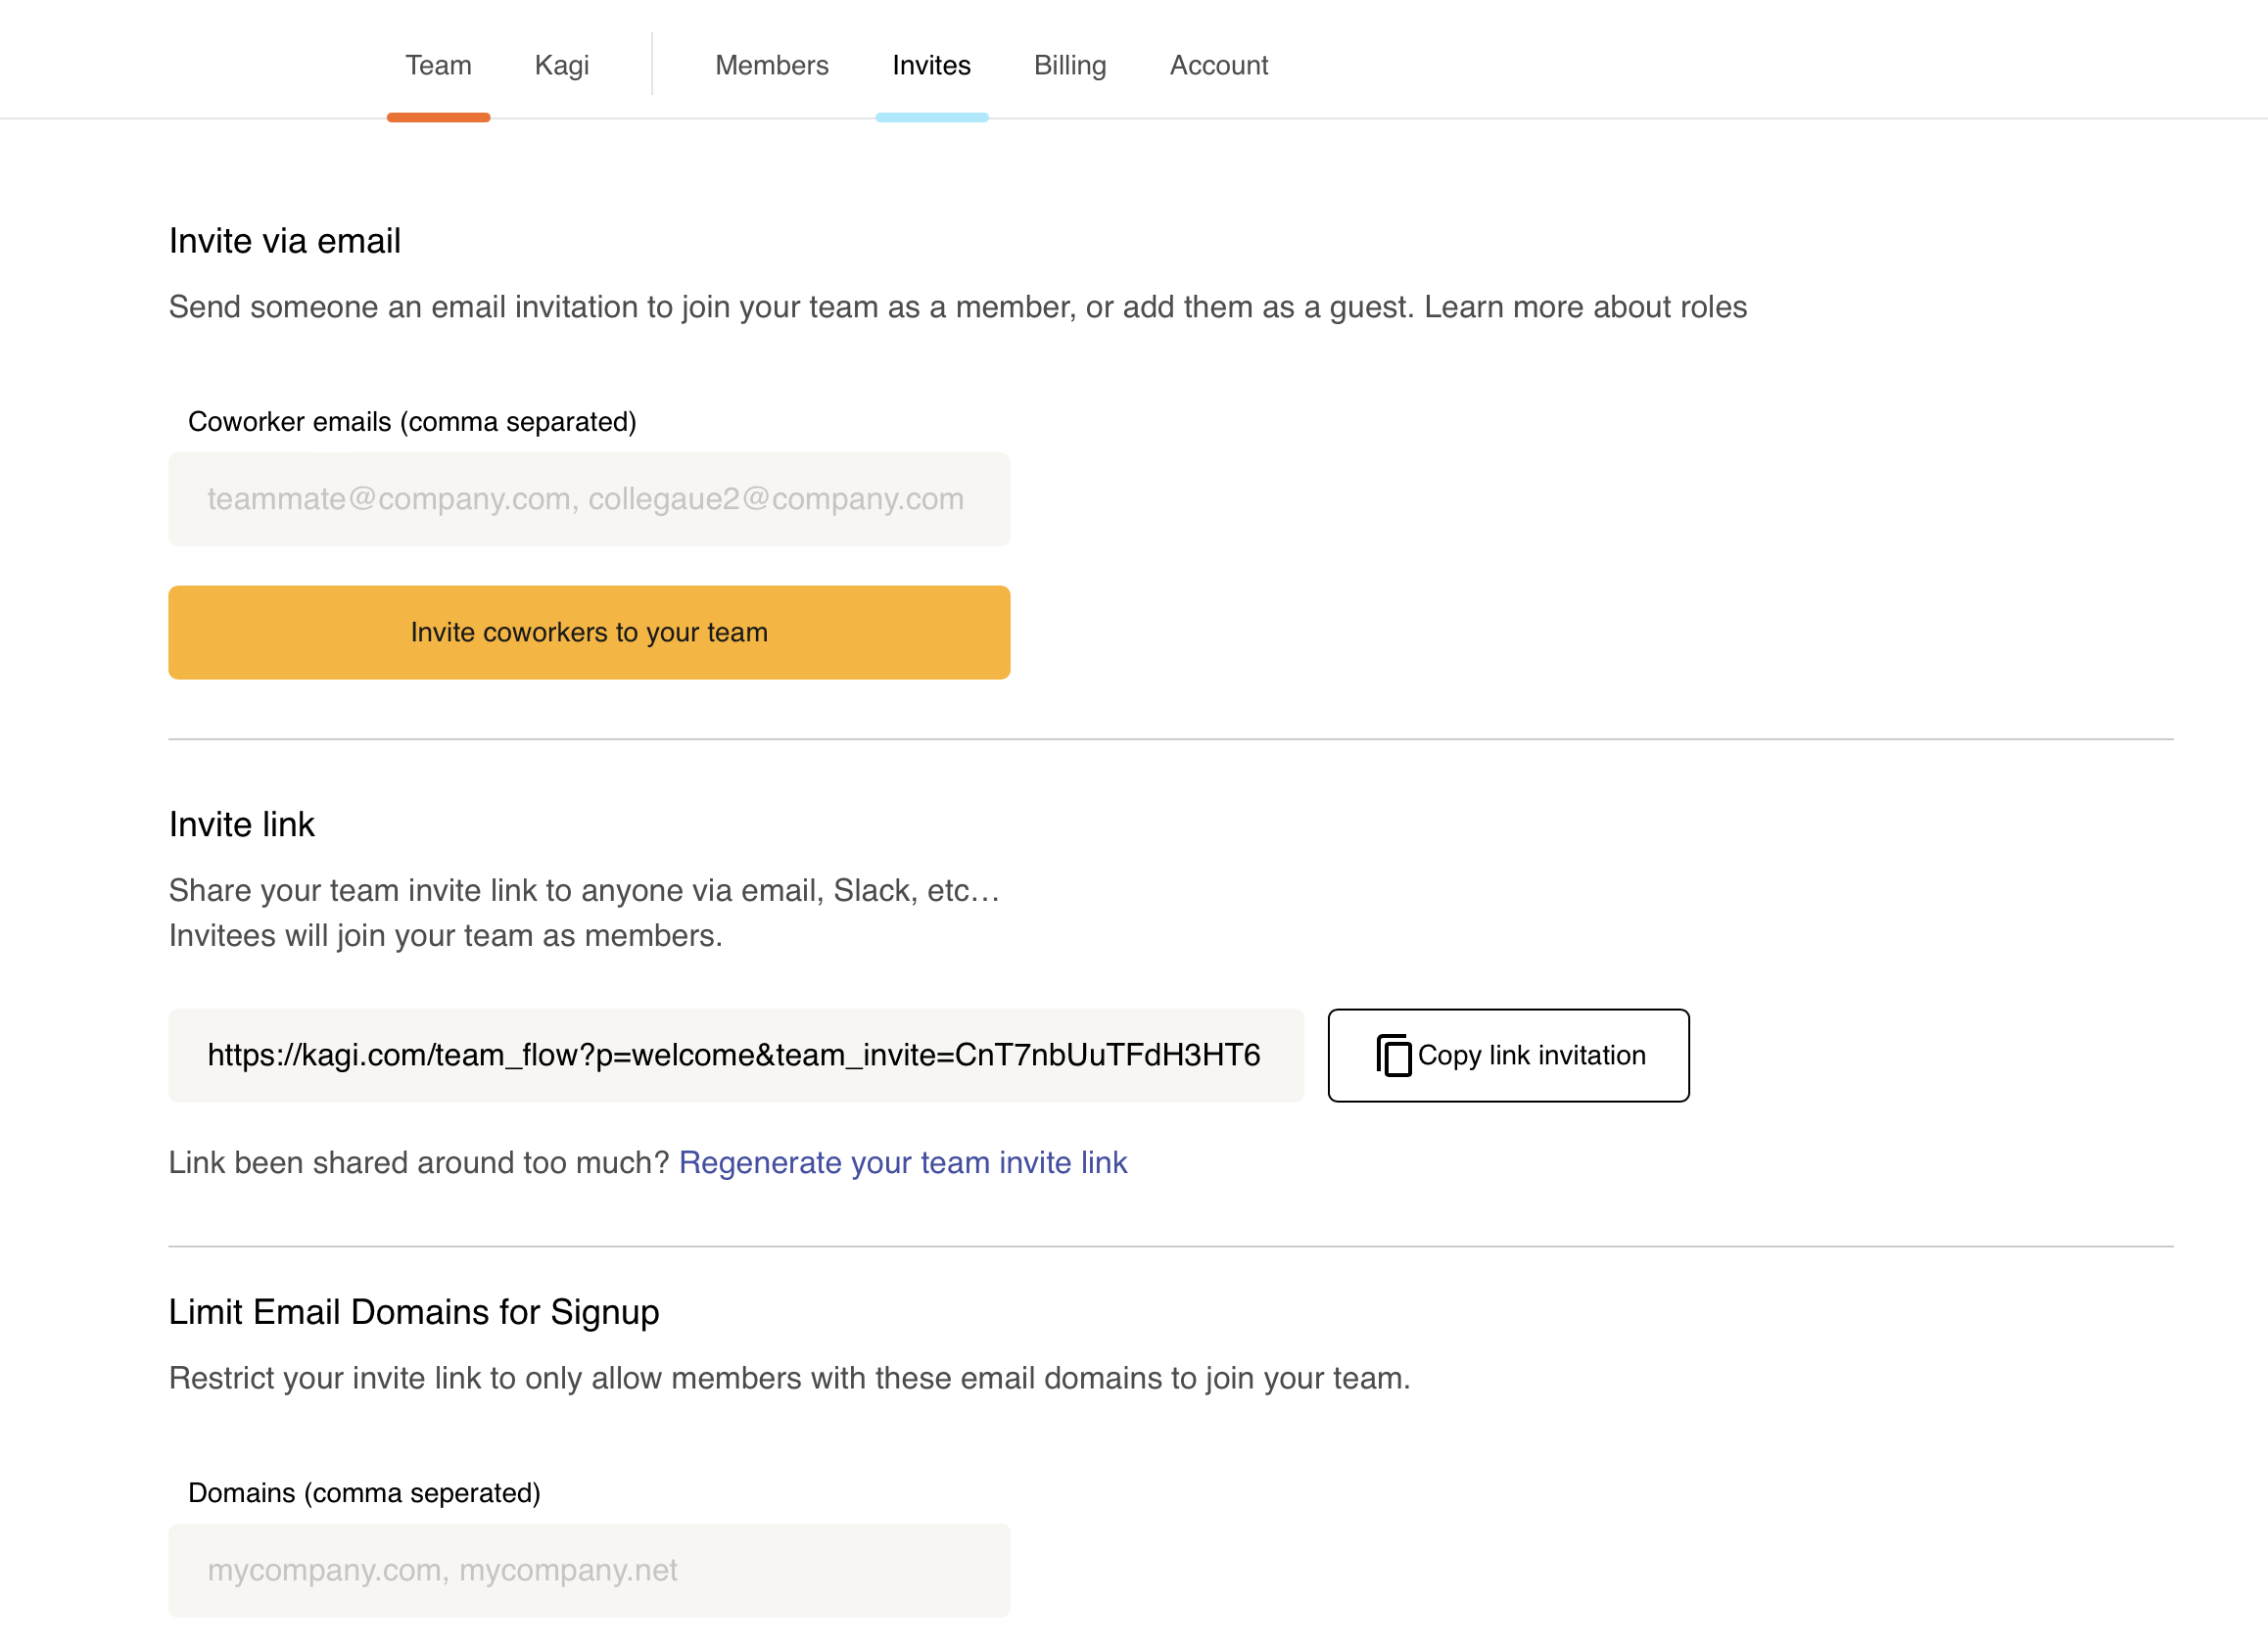 Team Kagi Members Invites Billing Account
Invite via email
Send someone an email invitation to join your team as a member, or add them as a guest. Learn more about roles
Coworker emails (comma separated)
teammate@company.com, collegaue2@company.com
Invite coworkers to your team
Invite link
Share your team invite link to anyone via email, Slack, etc...
Invitees will join your team as members.
https://kagi.com/team_flow?p=welcome&team_invite=CnT7nbUuTFdH3HT6 Copy link invitation
Link been shared around too much? Regenerate your team invite link
Limit Email Domains for Signup
Restrict your invite link to only allow members with these email domains to join your team.
Domains (comma seperated)
mycompany.com, mycompany.net